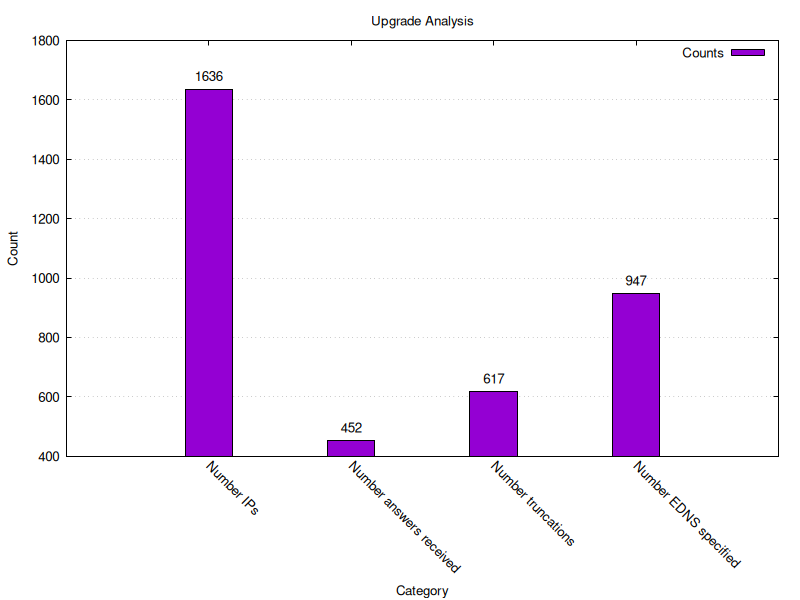 Upgrade Analysis
Counts
1800
1600
1400
1200
1000
800
600
400
Count
1636
452
617
947
Number IPs
Number answers received
Number truncations
Number EDNS specified
Category